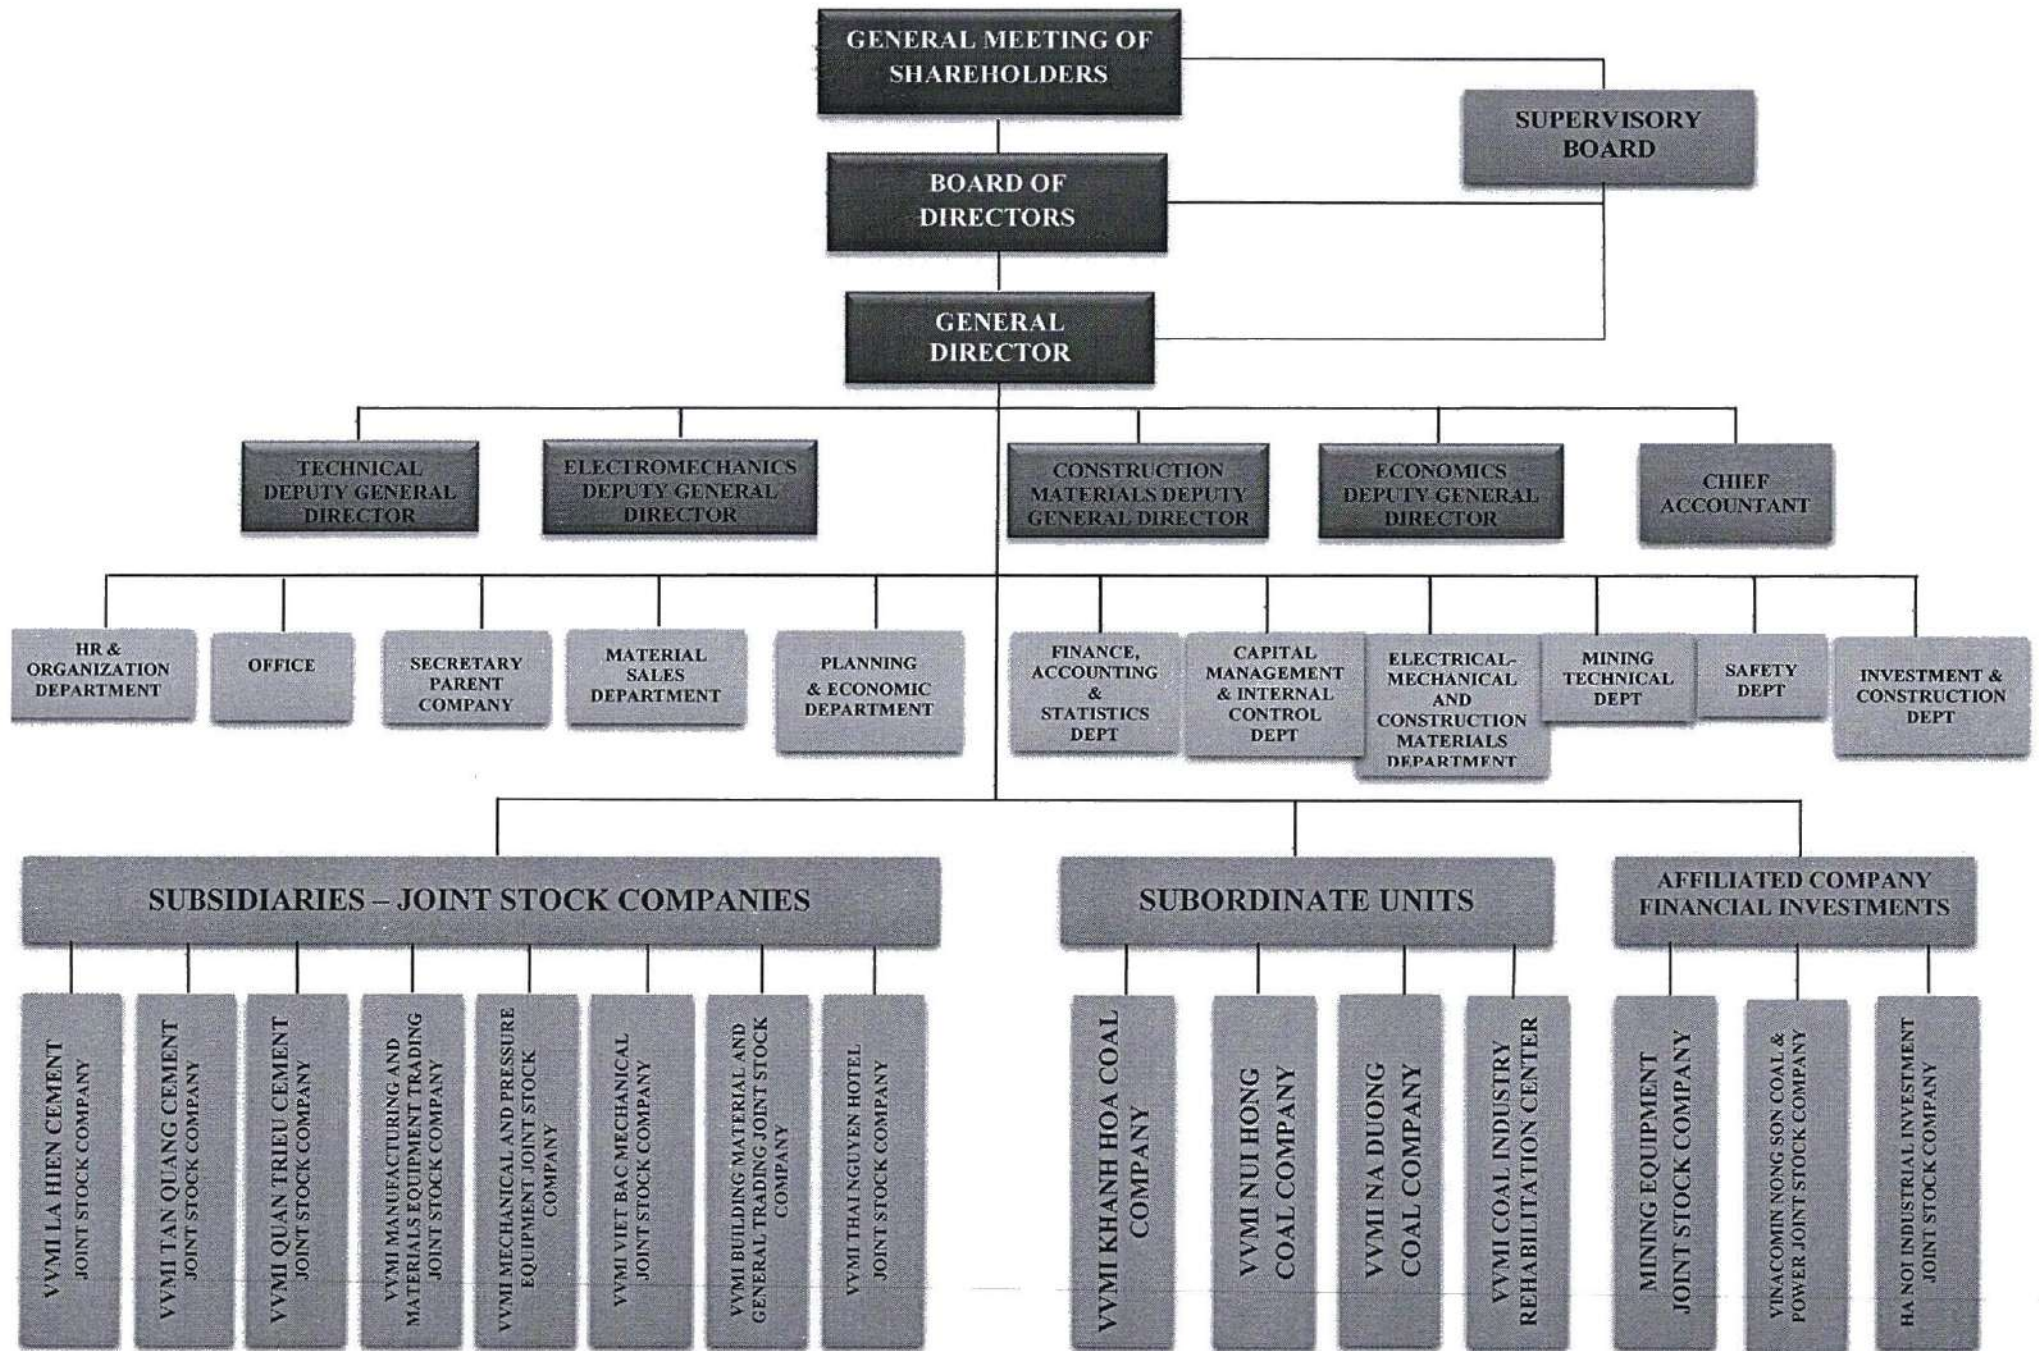 GENERAL MEETING OF
SHAREHOLDERS
SUPERVISORY
BOARD
BOARD OF
DIRECTORS
GENERAL
DIRECTOR
TECHNICAL
DEPUTY GENERAL
DIRECTOR
ELECTROMECHANICS
DEPUTY GENERAL
DIRECTOR
CONSTRUCTION
MATERIALS DEPUTY
GENERAL DIRECTOR
ECONOMICS
DEPUTY GENERAL
DIRECTOR
CHIEF
ACCOUNTANT
HR &
ORGANIZATION
DEPARTMENT
OFFICE
SECRETARY
PARENT
COMPANY
MATERIAL
SALES
DEPARTMENT
PLANNING
& ECONOMIC
DEPARTMENT
FINANCE,
ACCOUNTING
&
STATISTICS
DEPT
CAPITAL
MANAGEMENT
& INTERNAL
CONTROL
DEPT
ELECTRICAL-
MECHANICAL
AND
CONSTRUCTION
MATERIALS
DEPARTMENT
MINING
TECHNICAL
DEPT
SAFETY
DEPT
INVESTMENT &
CONSTRUCTION
DEPT
SUBSIDIARIES – JOINT STOCK COMPANIES
SUBORDINATE UNITS
AFFILIATED COMPANY
FINANCIAL INVESTMENTS
VVMI LA HIEN CEMENT
JOINT STOCK COMPANY
VVMI TAN QUANG CEMENT
JOINT STOCK COMPANY
VVMI QUAN TRIEU CEMENT
JOINT STOCK COMPANY
VVMI MANUFACTURING AND
MATERIALS EQUIPMENT TRADING
JOINT STOCK COMPANY
VVMI MECHANICAL AND PRESSURE
EQUIPMENT JOINT STOCK
COMPANY
VVMI VIET BAC MECHANICAL
JOINT STOCK COMPANY
VVMI BUILDING MATERIAL AND
GENERAL TRADING JOINT STOCK
COMPANY
VVMI THAI NGUYEN HOTEL
JOINT STOCK COMPANY
VVMI KHANH HOA COAL
COMPANY
VVMI NUI HONG
COAL COMPANY
VVMI NA DUONG
COAL COMPANY
VVMI COAL INDUSTRY
REHABILITATION CENTER
MINING EQUIPMENT
JOINT STOCK COMPANY
VINACOMIN NONG SON COAL &
POWER JOINT STOCK COMPANY
HA NOI INDUSTRIAL INVESTMENT
JOINT STOCK COMPANY